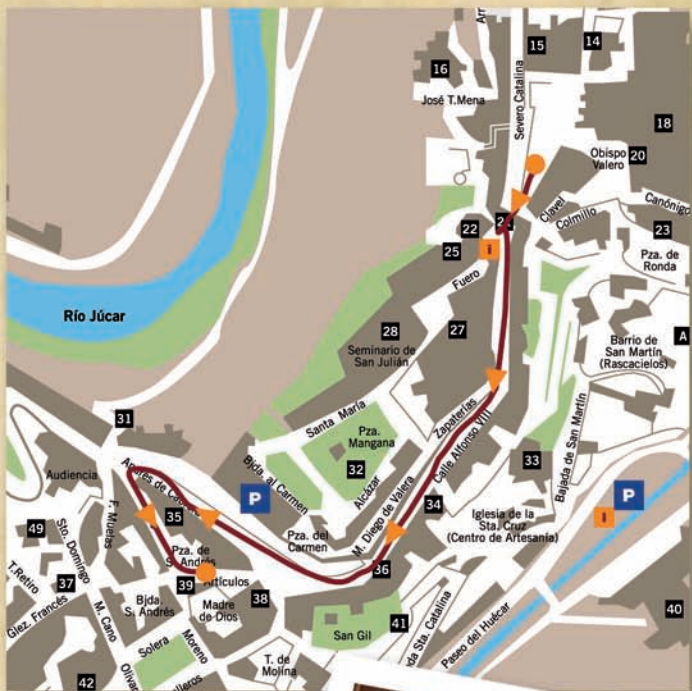 Arr
Severo Catalina
15
14
16
José T.Mena
18
Obispo
Valero
20
Clavel
Colmillo
Canónigo
23
22
25
i
Pza. de
Ronda
Fuero
Río Júcar
28
Seminario de
San Julián
27
Barrio de
San Martín
(Rascacielos)
A
31
Santa María
Zapaterías
Calle Alfonso VIII
Bajada de San Martín
Pza.
Mangana
32
33
Audiencia
Bjda. al Carmen
P
Alcázar
M. Diego de Valera
34
Iglesia de la
Sta. Cruz
(Centro de Artesanía)
P
i
F. Miuelas
35
49
Sto. Domingo
Pza. del
Carmen
Pza. de
S. Andrés
36
T.Retiro
37
39
Artículos
Glez. Francés
M. Cano
Bjda.
S. Andrés
Madre
de Dios
38
San Gil
41
Sta. Catalina
Paseo del Huécar
40
Solera
Moreno
T. de
Molina
42